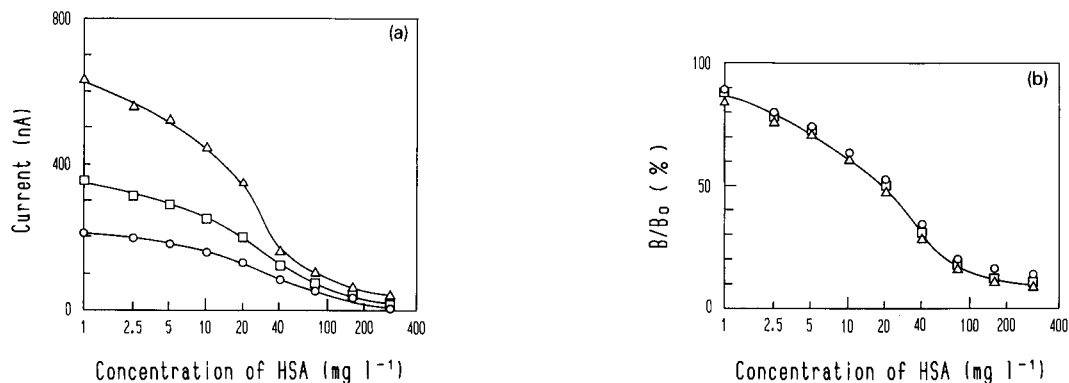 800
400
0
Current (nA)
(a)
1 2.5 5 10 20 40 100 200 400
Concentration of HSA (mg l⁻¹)
100
50
0
B/B₀ (%)
(b)
1 2.5 5 10 20 40 100 200 400
Concentration of HSA (mg l⁻¹)